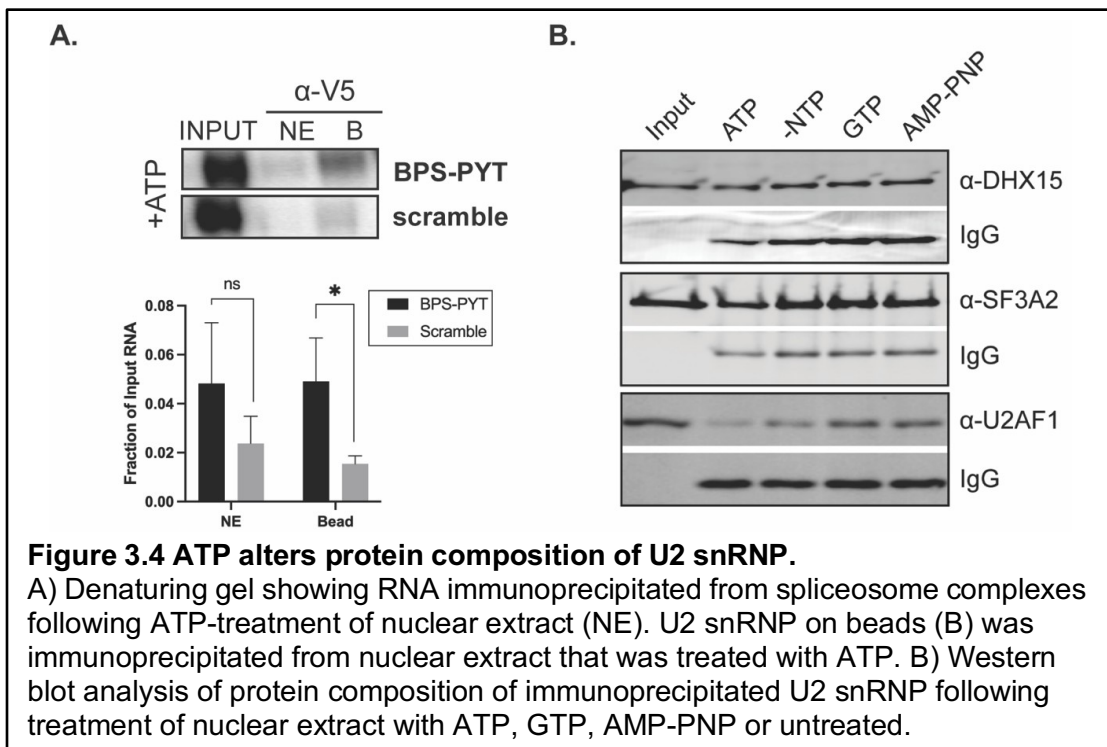 A.
α-V5
INPUT NE B
+ATP
BPS-PYT
scramble
ns
*
BPS-PYT
Scramble
Fraction of Input RNA
0.08
0.06
0.04
0.02
0.00
NE Bead
B.
Input ATP -NTP GTP AMP-PNP
α-DHX15
IgG
α-SF3A2
IgG
α-U2AF1
IgG
Figure 3.4 ATP alters protein composition of U2 snRNP.
A) Denaturing gel showing RNA immunoprecipitated from spliceosome complexes
following ATP-treatment of nuclear extract (NE). U2 snRNP on beads (B) was
immunoprecipitated from nuclear extract that was treated with ATP. B) Western
blot analysis of protein composition of immunoprecipitated U2 snRNP following
treatment of nuclear extract with ATP, GTP, AMP-PNP or untreated.